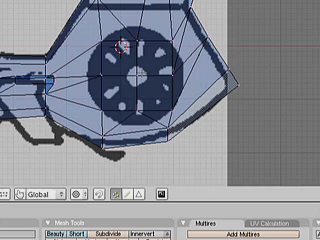 Global
Mesh Tools
Multires
UV Calculation
Beauty Short
Subdivide
Innervert
Add Multires